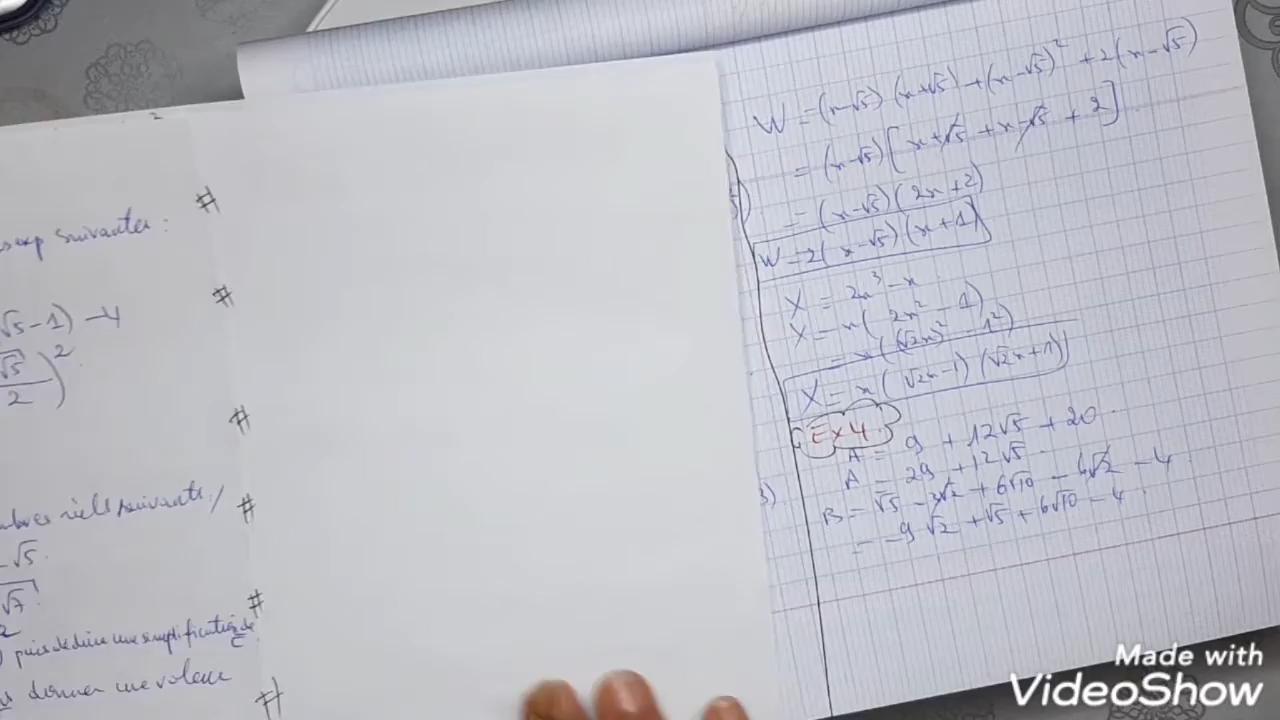 exp suivantes :
√5 - 1) - 4
√5/2)²
réels suivants /
- √5
√7
2
) puis déduire une simplification de
C
donner une valeur
W = (x-√5) (x+√5) + (x-√5)² + 2(x-√5)
= (x-√5) [x+√5 + x-√5 + 2]
= (x-√5) (2x+2)
W = 2(x-√5) (x+1)
X = 2x³ - x
X = x(2x² - 1)
= x((√2x)² - 1²)
X = x(√2x-1) (√2x+1)
Ex4
A = 9 + 12√5 + 20
A = 29 + 12√5
3)
B = √5 - 3√2 + 6√10 - 6√2 - 4
= -9√2 + √5 + 6√10 - 4
Made with
VideoShow